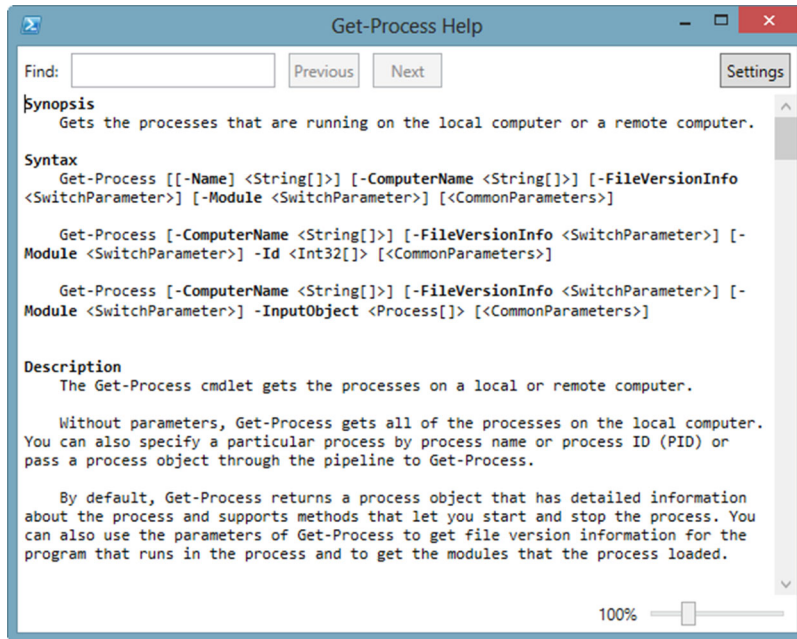 Get-Process Help
Find:
Previous
Next
Settings
Synopsis
Gets the processes that are running on the local computer or a remote computer.
Syntax
Get-Process [[-Name] <String[]>] [-ComputerName <String[]>] [-FileVersionInfo
<SwitchParameter>] [-Module <SwitchParameter>] [<CommonParameters>]
Get-Process [-ComputerName <String[]>] [-FileVersionInfo <SwitchParameter>] [-
Module <SwitchParameter>] -Id <Int32[]> [<CommonParameters>]
Get-Process [-ComputerName <String[]>] [-FileVersionInfo <SwitchParameter>] [-
Module <SwitchParameter>] -InputObject <Process[]> [<CommonParameters>]
Description
The Get-Process cmdlet gets the processes on a local or remote computer.
Without parameters, Get-Process gets all of the processes on the local computer.
You can also specify a particular process by process name or process ID (PID) or
pass a process object through the pipeline to Get-Process.
By default, Get-Process returns a process object that has detailed information
about the process and supports methods that let you start and stop the process. You
can also use the parameters of Get-Process to get file version information for the
program that runs in the process and to get the modules that the process loaded.
100%